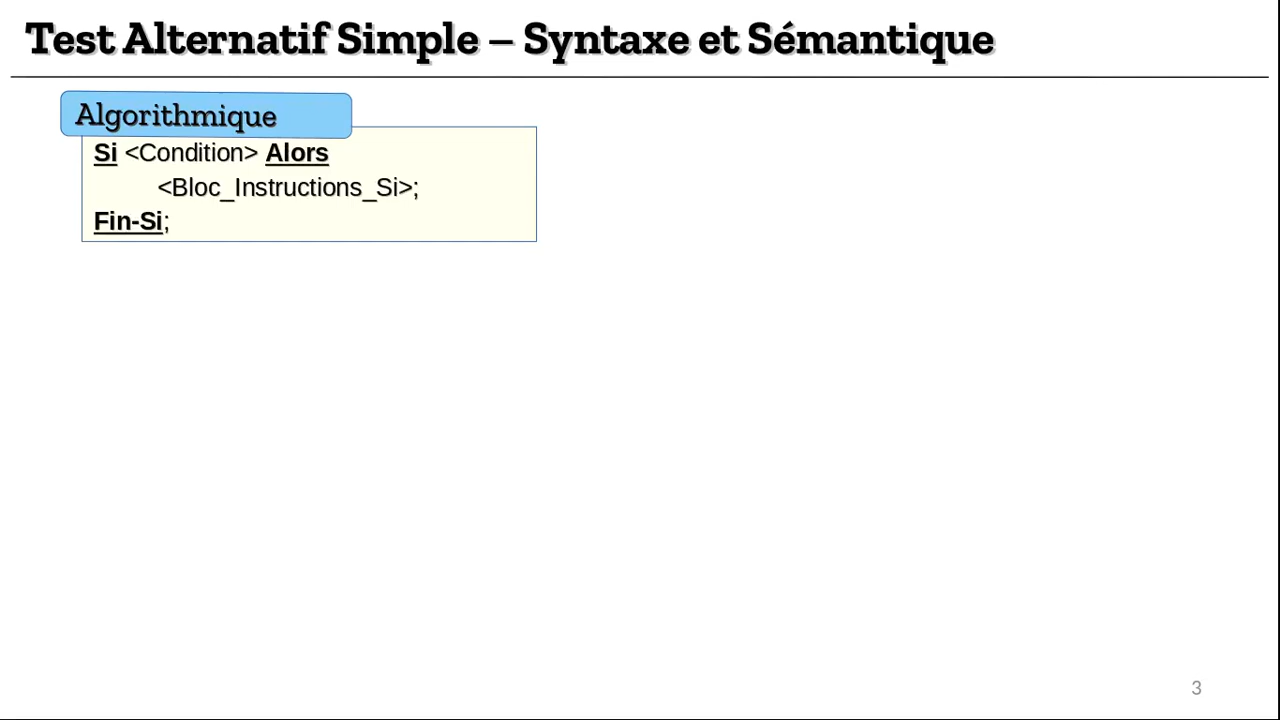 Test Alternatif Simple – Syntaxe et Sémantique
Algorithmique
Si <Condition> Alors
<Bloc_Instructions_Si>;
Fin-Si;
3